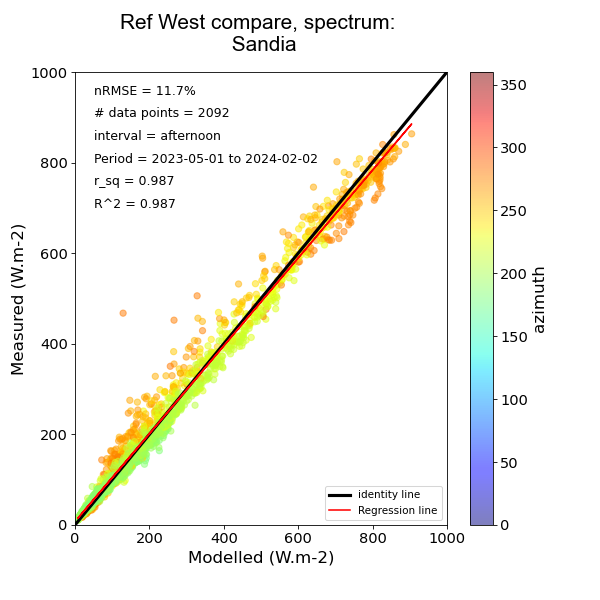 Ref West compare, spectrum:
Sandia
nRMSE = 11.7%
# data points = 2092
interval = afternoon
Period = 2023-05-01 to 2024-02-02
r_sq = 0.987
R^2 = 0.987
1000
800
600
400
200
0
Measured (W.m-2)
0 200 400 600 800 1000
Modelled (W.m-2)
identity line
Regression line
350
300
250
200
150
100
50
0
azimuth